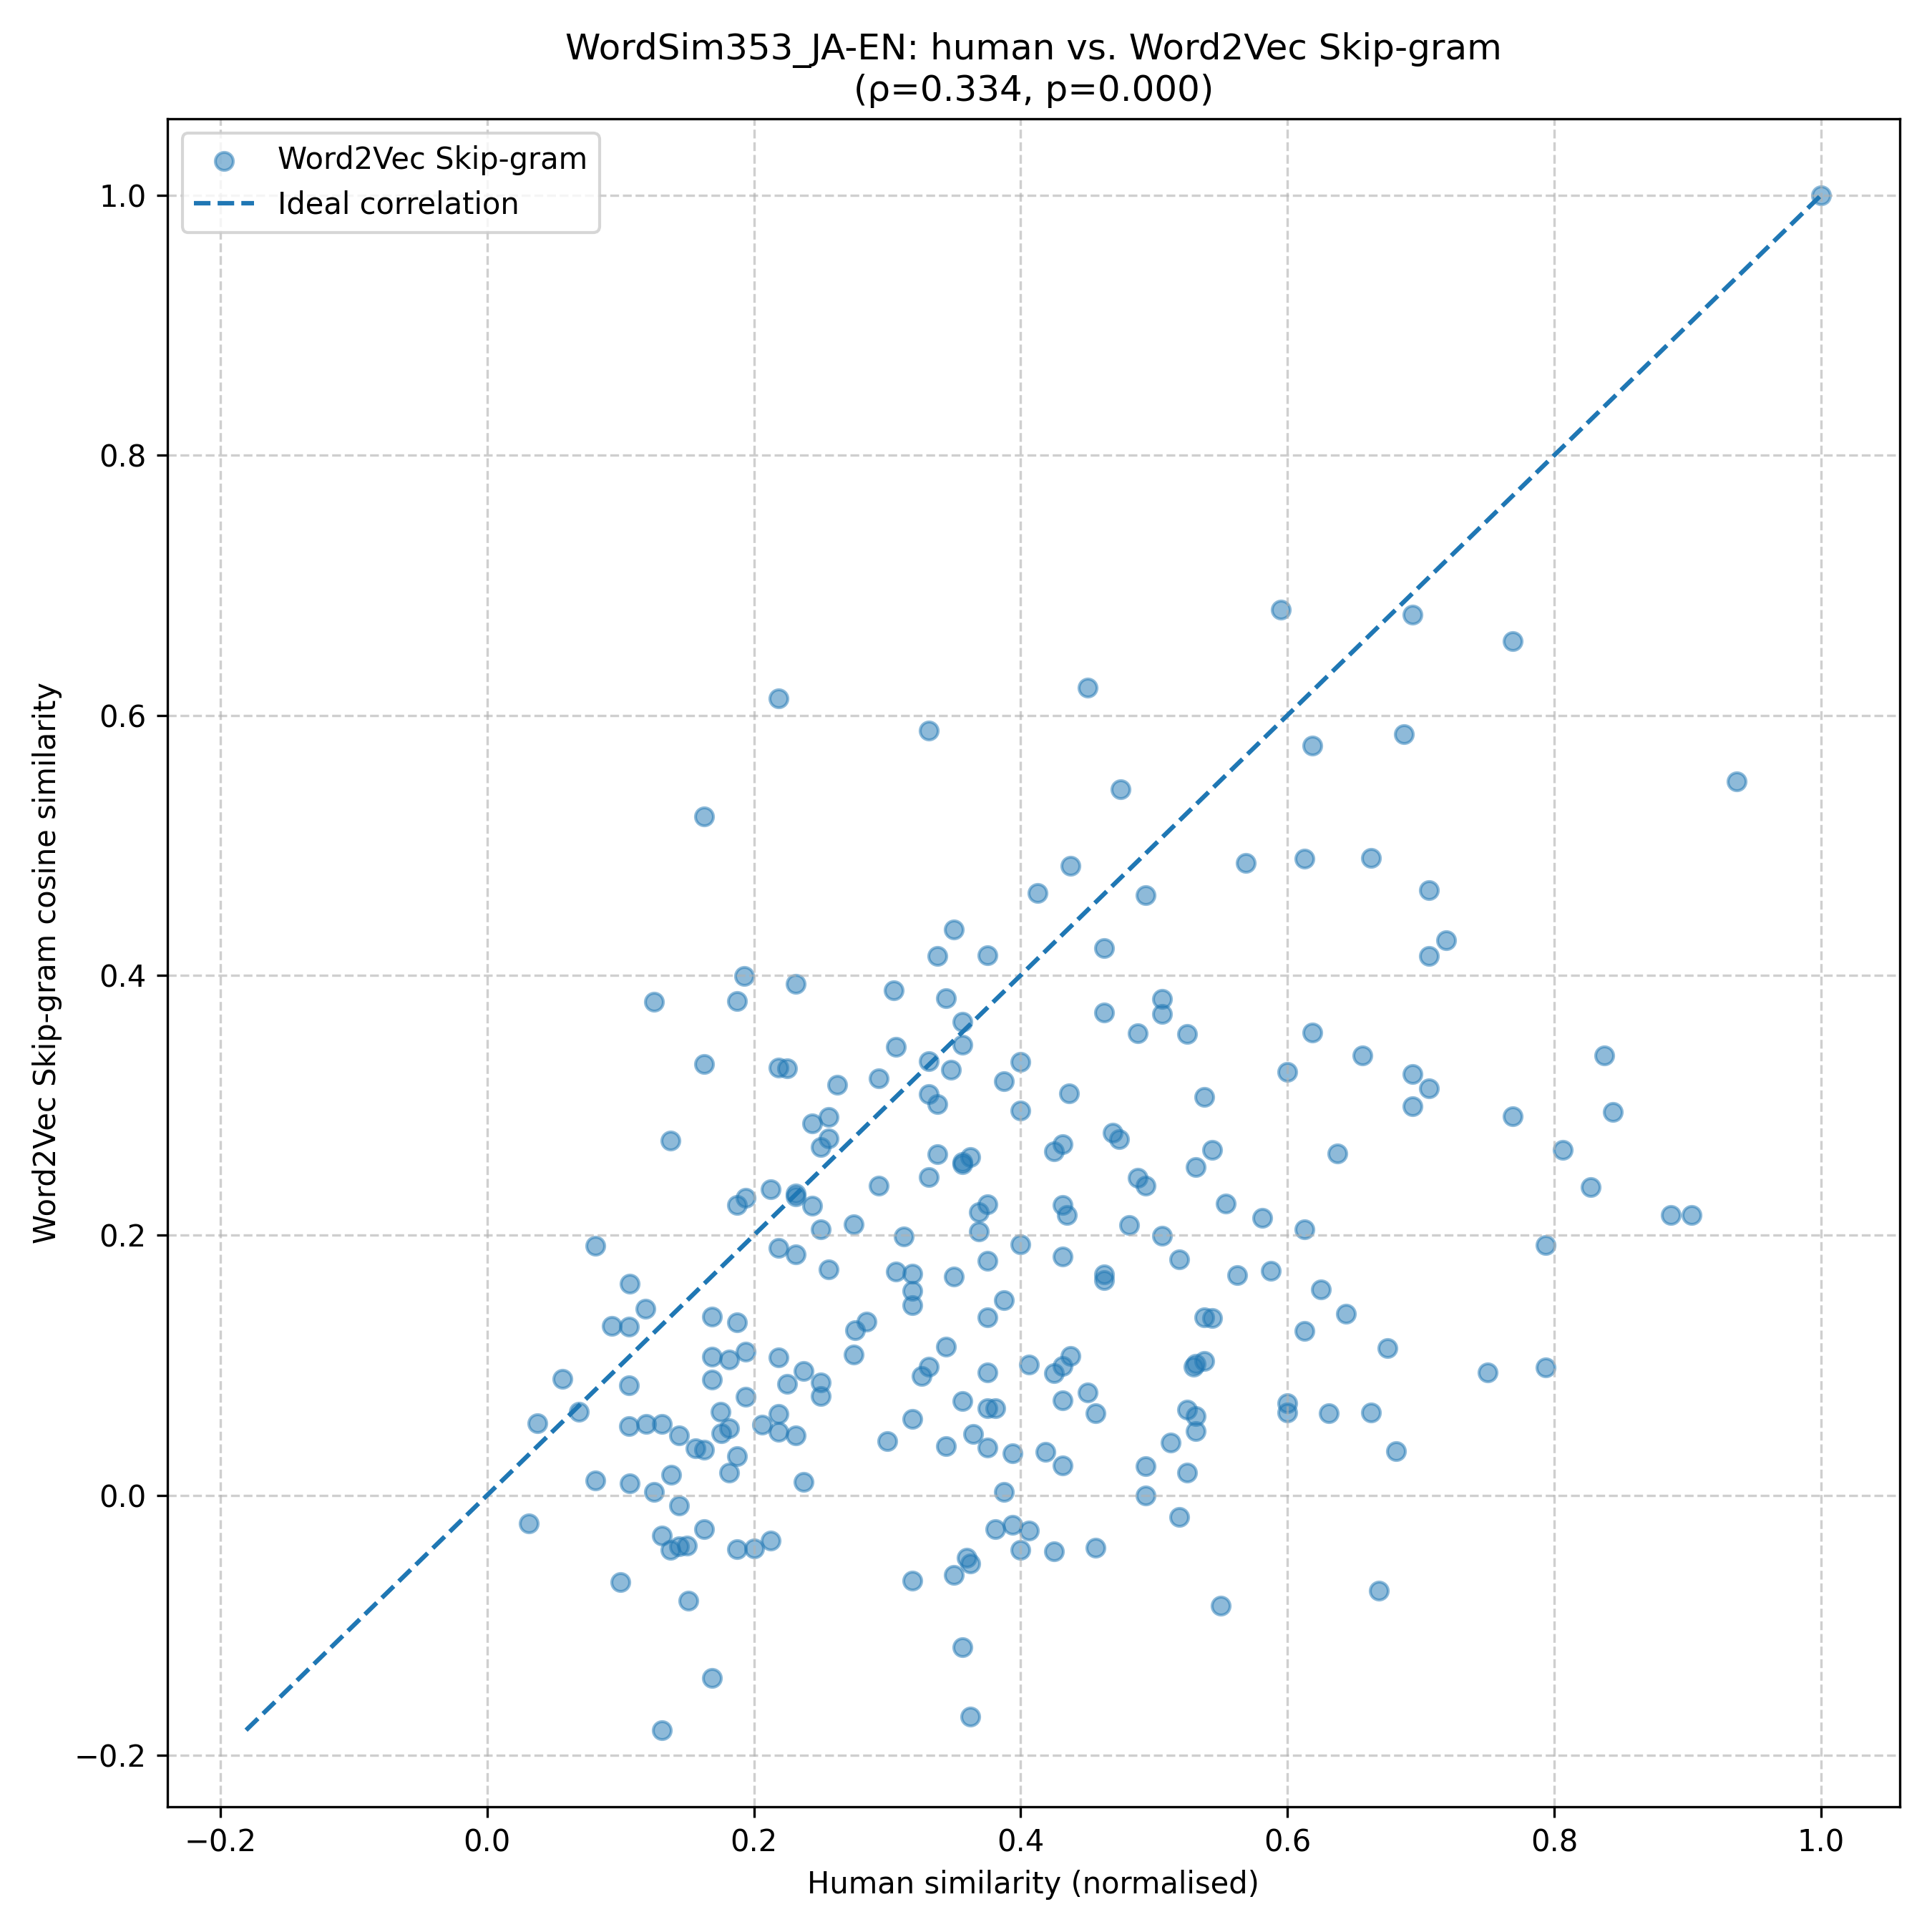 WordSim353_JA-EN: human vs. Word2Vec Skip-gram
(ρ=0.334, p=0.000)
Word2Vec Skip-gram
Ideal correlation
1.0
0.8
0.6
0.4
0.2
0.0
−0.2
Word2Vec Skip-gram cosine similarity
−0.2
0.0
0.2
0.4
0.6
0.8
1.0
Human similarity (normalised)